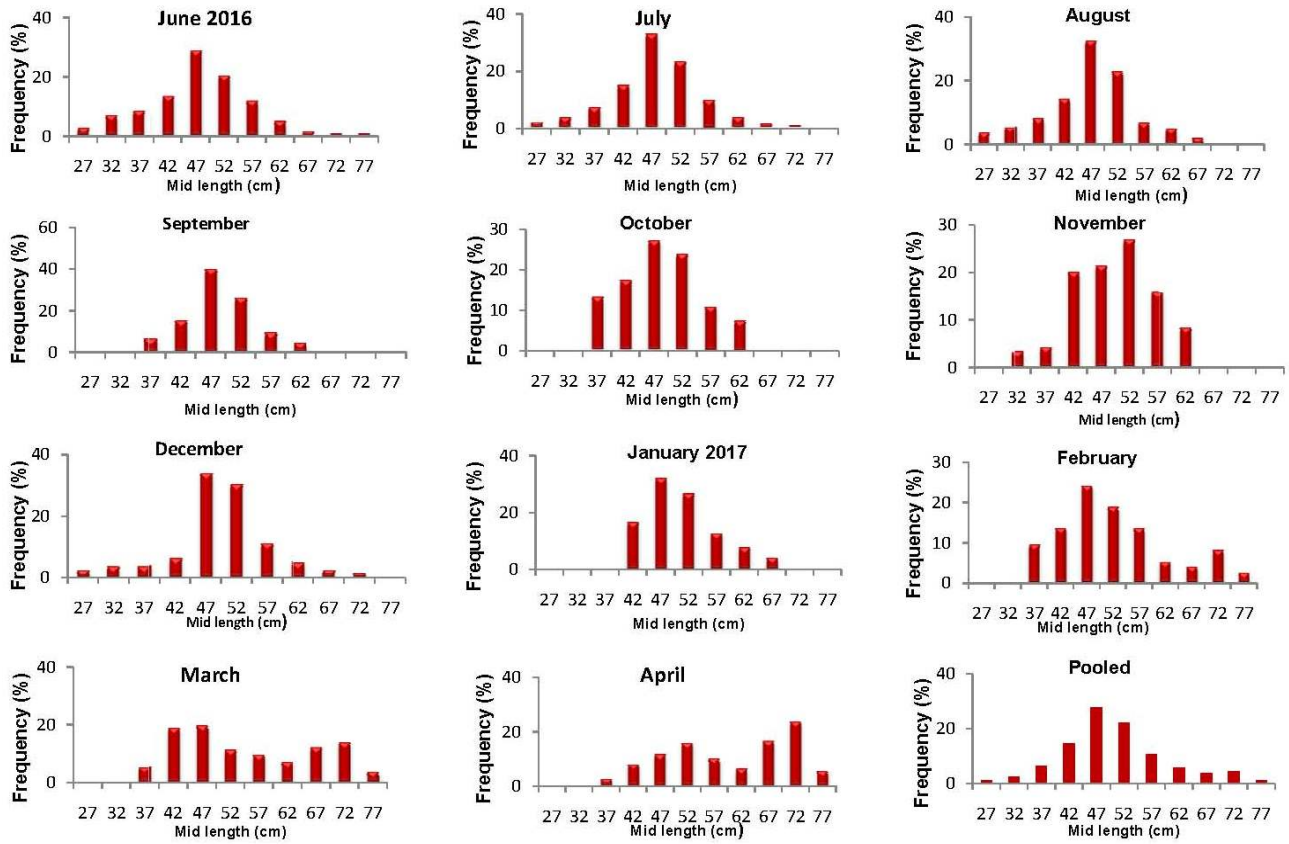 June 2016
Frequency (%)
40
20
0
27 32 37 42 47 52 57 62 67 72 77
Mid length (cm)
July
Frequency (%)
40
20
0
27 32 37 42 47 52 57 62 67 72 77
Mid length (cm)
August
Frequency (%)
40
20
0
27 32 37 42 47 52 57 62 67 72 77
Mid length (cm)
September
Frequency (%)
60
40
20
0
27 32 37 42 47 52 57 62 67 72 77
Mid length (cm)
October
Frequency (%)
30
20
10
0
27 32 37 42 47 52 57 62 67 72 77
Mid length (cm)
November
Frequency (%)
30
20
10
0
27 32 37 42 47 52 57 62 67 72 77
Mid length (cm)
December
Frequency (%)
40
20
0
27 32 37 42 47 52 57 62 67 72 77
Mid length (cm)
January 2017
Frequency (%)
40
20
0
27 32 37 42 47 52 57 62 67 72 77
Mid length (cm)
February
Frequency (%)
30
20
10
0
27 32 37 42 47 52 57 62 67 72 77
Mid length (cm)
March
Frequency (%)
40
20
0
27 32 37 42 47 52 57 62 67 72 77
Mid length (cm)
April
Frequency (%)
40
20
0
27 32 37 42 47 52 57 62 67 72 77
Mid length (cm)
Pooled
Frequency (%)
40
20
0
27 32 37 42 47 52 57 62 67 72 77
Mid length (cm)